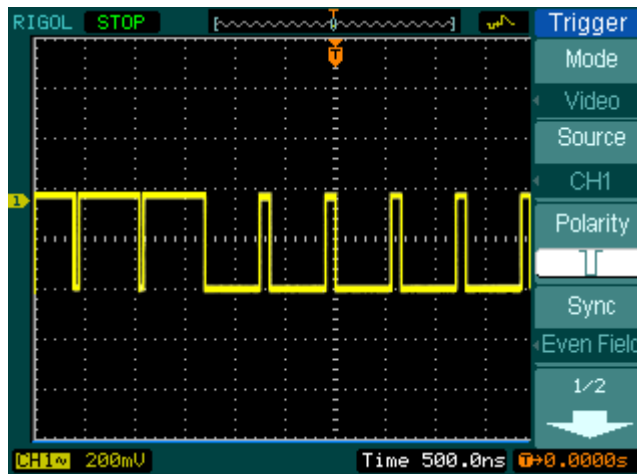 RIGOL STOP
T
T
1
Trigger
Mode
Video
Source
CH1
Polarity
Sync
Even Field
1/2
CH1~ 200mV Time 500.0ns T→0.0000s